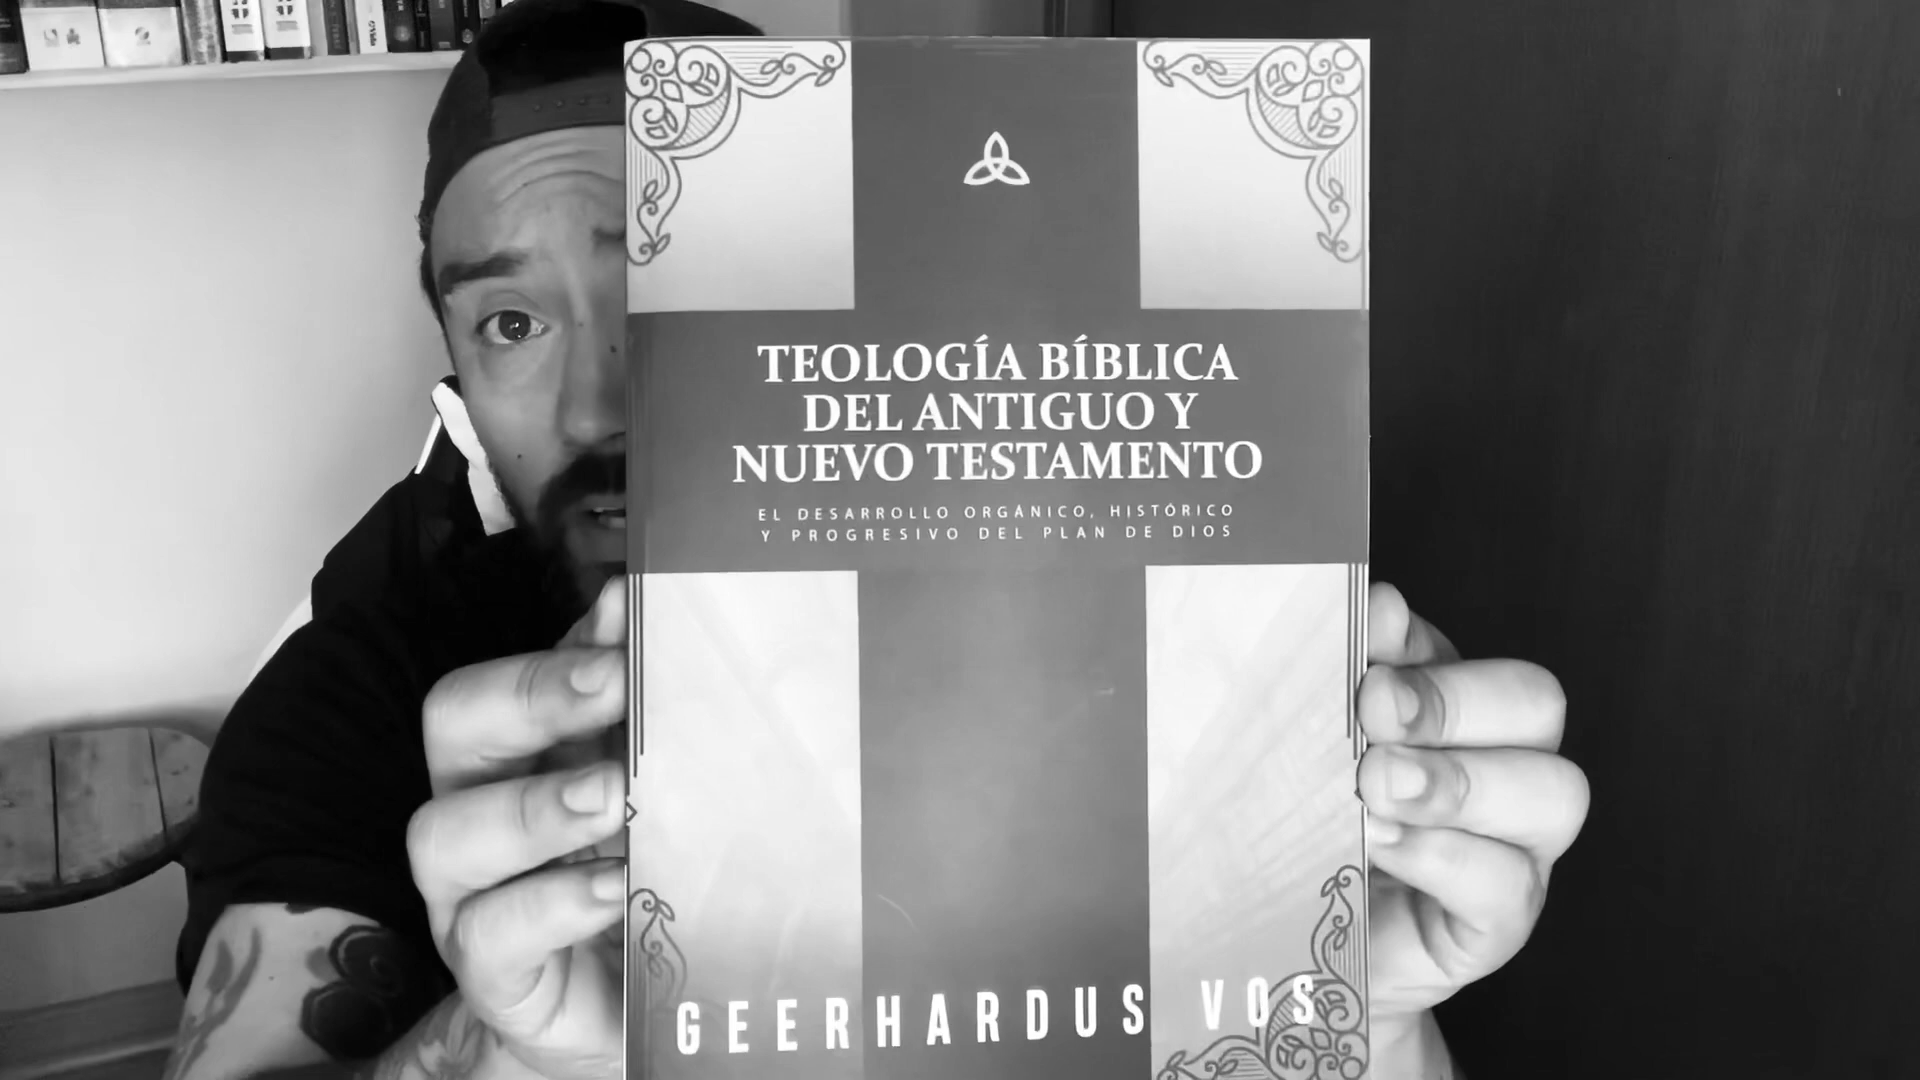 TEOLOGÍA BÍBLICA
DEL ANTIGUO Y
NUEVO TESTAMENTO
EL DESARROLLO ORGÁNICO, HISTÓRICO
Y PROGRESIVO DEL PLAN DE DIOS
GEERHARDUS VOS